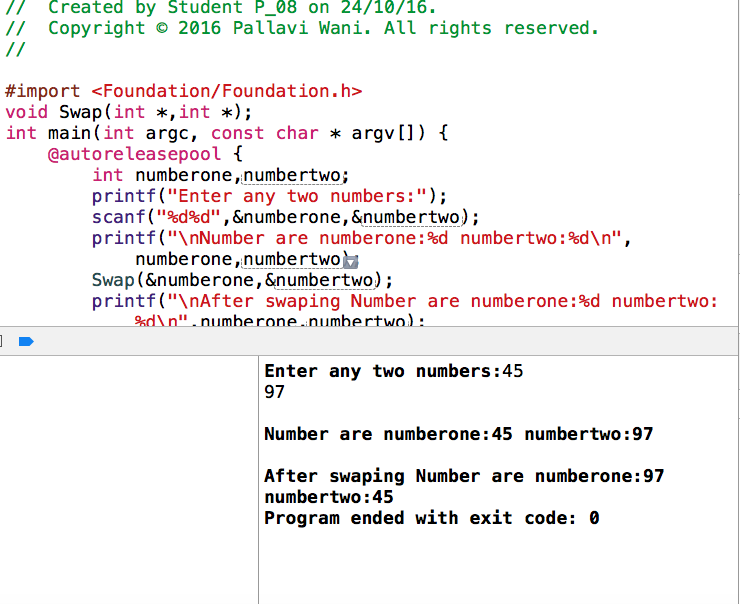 //  Created by Student P_08 on 24/10/16.
//  Copyright © 2016 Pallavi Wani. All rights reserved.
//
#import <Foundation/Foundation.h>
void Swap(int *,int *);
int main(int argc, const char * argv[]) {
    @autoreleasepool {
        int numberone,numbertwo;
        printf("Enter any two numbers:");
        scanf("%d%d",&numberone,&numbertwo);
        printf("\nNumber are numberone:%d numbertwo:%d\n",
            numberone,numbertwo);
        Swap(&numberone,&numbertwo);
        printf("\nAfter swaping Number are numberone:%d numbertwo:
            %d\n",numberone,numbertwo);
Enter any two numbers:45
97
Number are numberone:45 numbertwo:97
After swaping Number are numberone:97
numbertwo:45
Program ended with exit code: 0